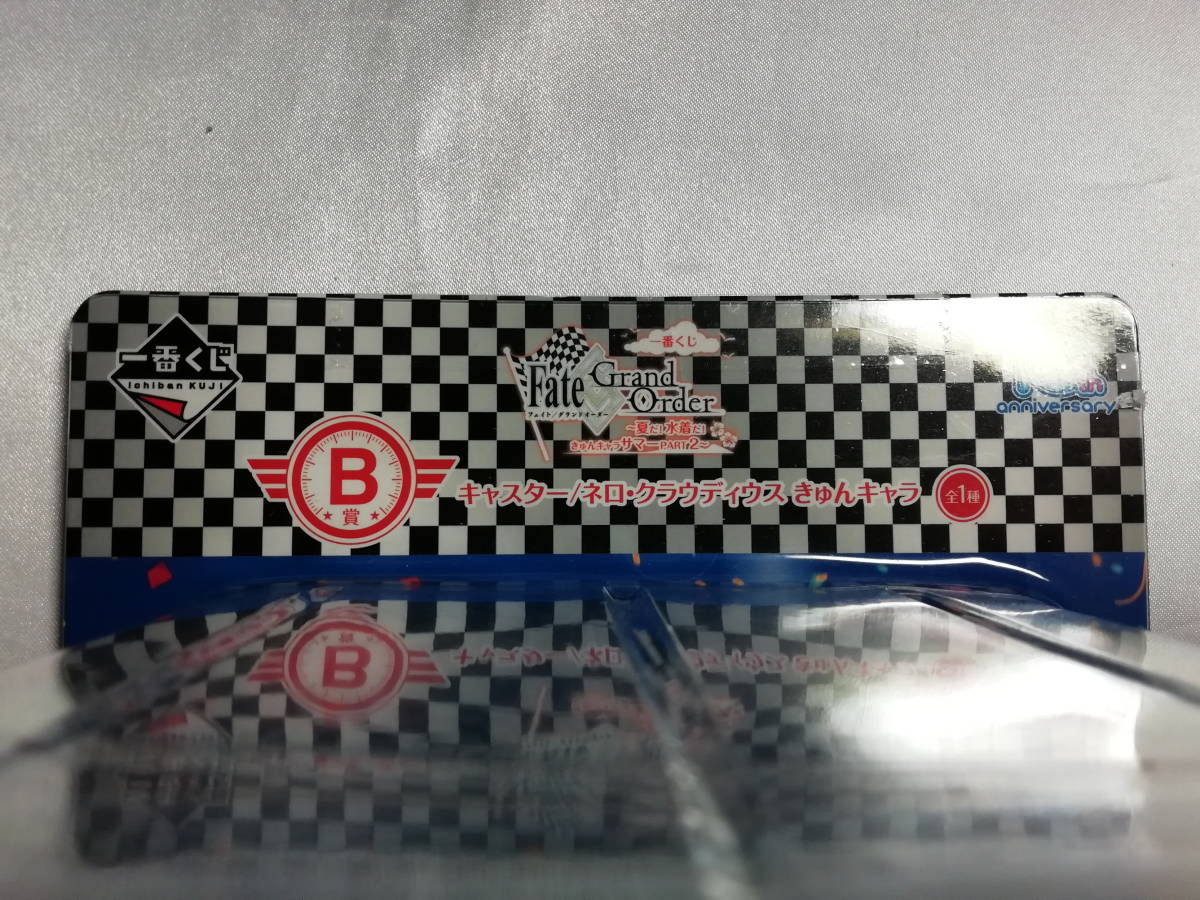 一番くじ
Ichiban KUJI
一番くじ
Fate Grand Order
フェイト/グランドオーダー
～夏だ!水着だ!
きゅんキャラサマーPART2～
anniversary
B
賞
キャスター/ネロ・クラウディウス きゅんキャラ
全1種
B
賞